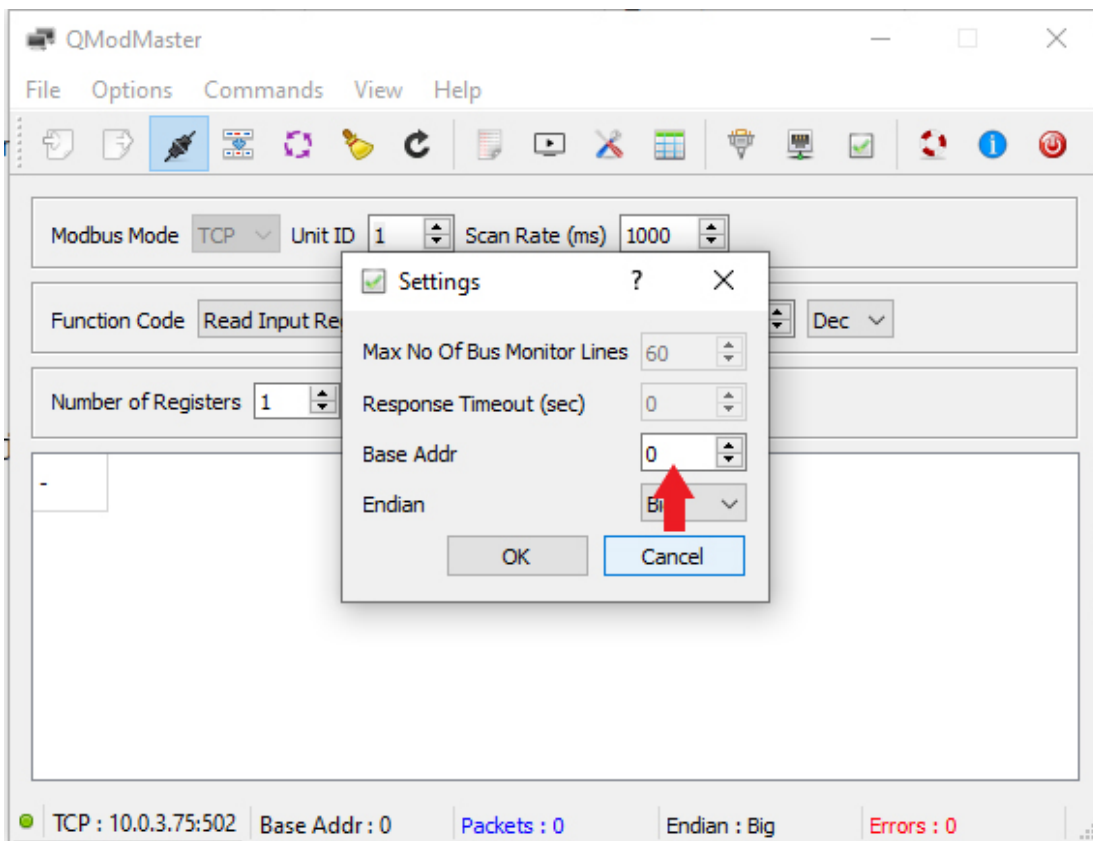 QModMaster
File Options Commands View Help
Modbus Mode TCP Unit ID 1 Scan Rate (ms) 1000
Settings ?
Function Code Read Input Re Dec
Max No Of Bus Monitor Lines 60
Number of Registers 1
Response Timeout (sec) 0
Base Addr 0
-
Endian
OK Cancel
TCP : 10.0.3.75:502 Base Addr : 0 Packets : 0 Endian : Big Errors : 0